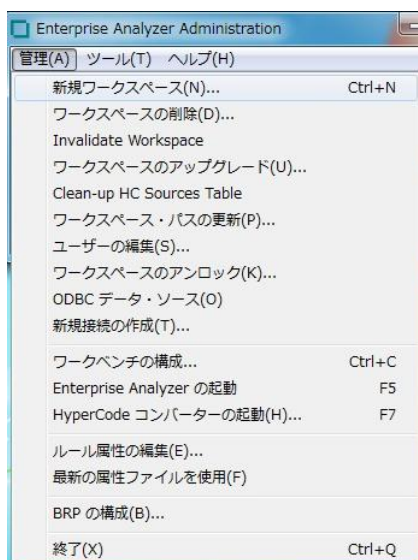 Enterprise Analyzer Administration
管理(A) ツール(T) ヘルプ(H)
新規ワークスペース(N)... Ctrl+N
ワークスペースの削除(D)...
Invalidate Workspace
ワークスペースのアップグレード(U)...
Clean-up HC Sources Table
ワークスペース・パスの更新(P)...
ユーザーの編集(S)...
ワークスペースのアンロック(K)...
ODBC データ・ソース(O)
新規接続の作成(T)...
ワークベンチの構成... Ctrl+C
Enterprise Analyzer の起動 F5
HyperCode コンバーターの起動(H)... F7
ルール属性の編集(E)...
最新の属性ファイルを使用(F)
BRP の構成(B)...
終了(X) Ctrl+Q